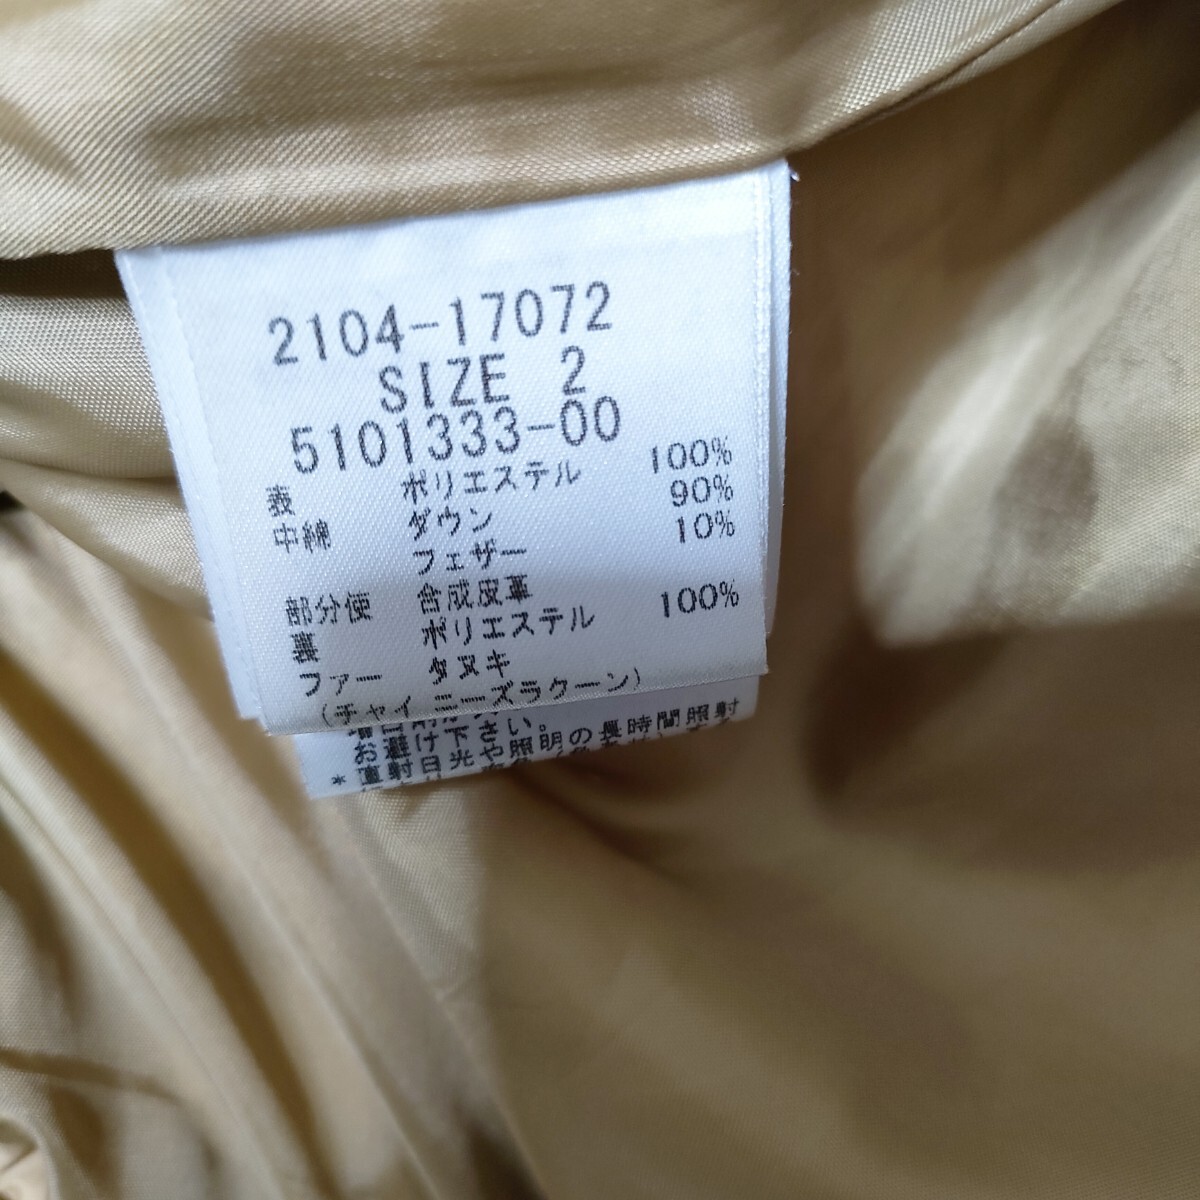 2104-17072
SIZE 2
5101333-00
表 ポリエステル 100%
中綿 ダウン 90%
フェザー 10%
部分使 合成皮革
裏 ポリエステル 100%
ファー タヌキ
(チャイニーズラクーン)
お避け下さい。
*直射日光や照明の長時間照射